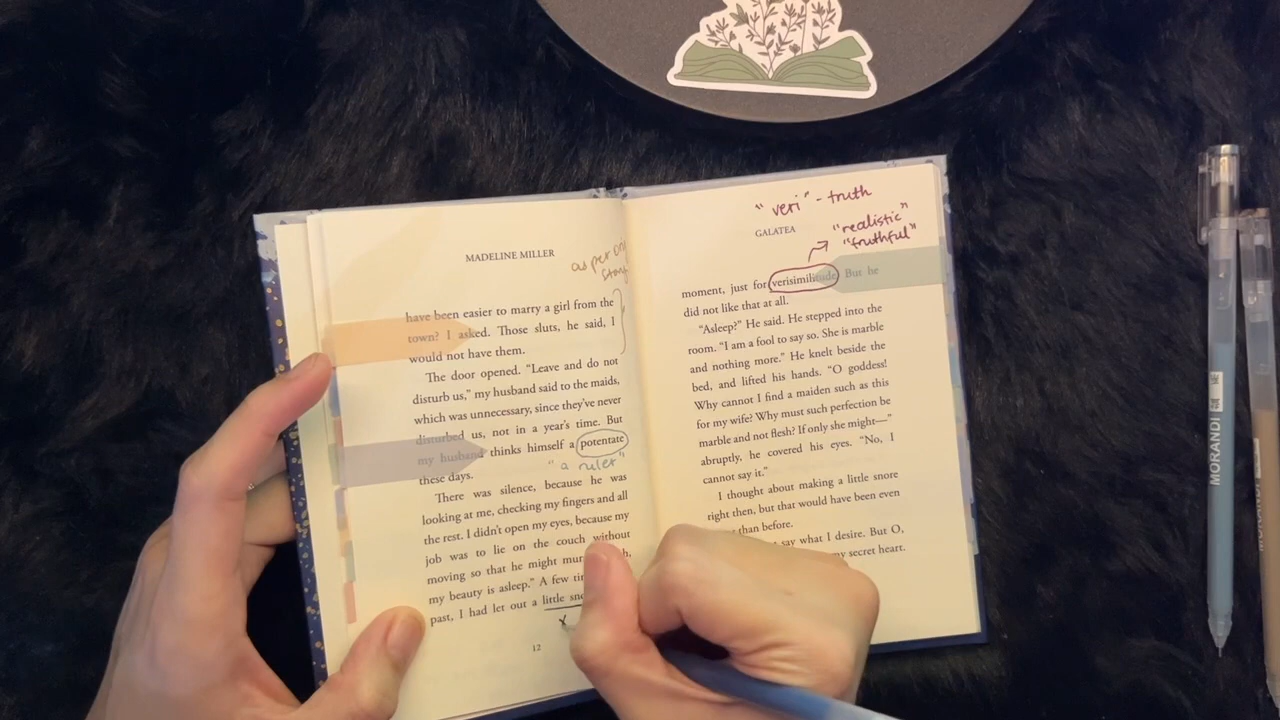 MADELINE MILLER
as per
have been easier to marry a girl from the
town? I asked. Those sluts, he said, I
would not have them.
The door opened. “Leave and do not
disturb us,” my husband said to the maids,
which was unnecessary, since they’ve never
disturbed us, not in a year’s time. But
my husband thinks himself a potentate
"a ruler"
these days.
There was silence, because he was
looking at me, checking my fingers and all
the rest. I didn’t open my eyes, because my
job was to lie on the couch without
moving so that he might
my beauty is asleep.” A few
past, I had let out a little
x
12
"veri" - truth
GALATEA
"realistic"
"truthful"
moment, just for verisimilitude. But he
did not like that at all.
“Asleep?” He said. He stepped into the
room. “I am a fool to say so. She is marble
and nothing more.” He knelt beside the
bed, and lifted his hands. “O goddess!
Why cannot I find a maiden such as this
for my wife? Why must such perfection be
marble and not flesh? If only she might—”
abruptly, he covered his eyes. “No, I
cannot say it.”
I thought about making a little snore
right then, but that would have been even
than before.
say what I desire. But O,
my secret heart.
MORANDI
MORANDI